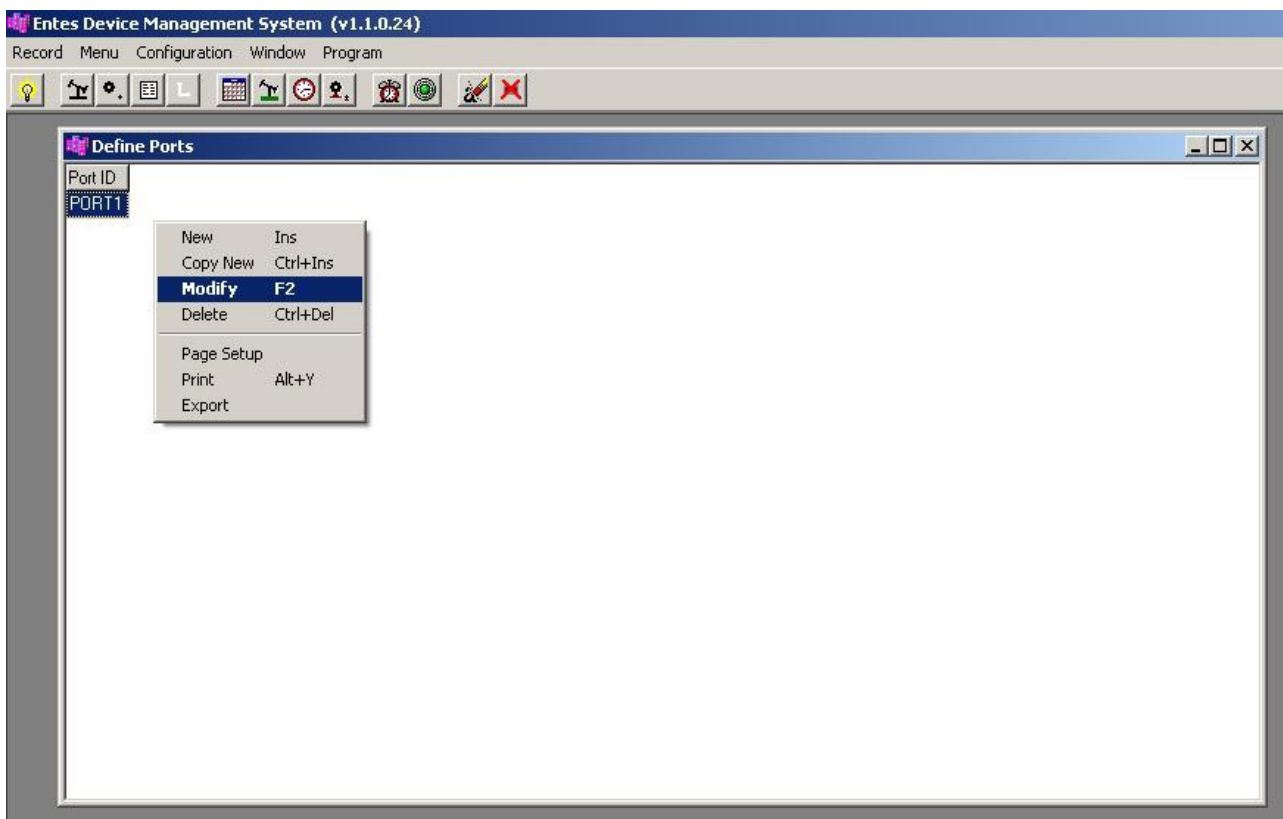 Entes Device Management System (v1.1.0.24)
Record Menu Configuration Window Program
Define Ports
Port ID
PORT1
New Ins
Copy New Ctrl+Ins
Modify F2
Delete Ctrl+Del
Page Setup
Print Alt+Y
Export